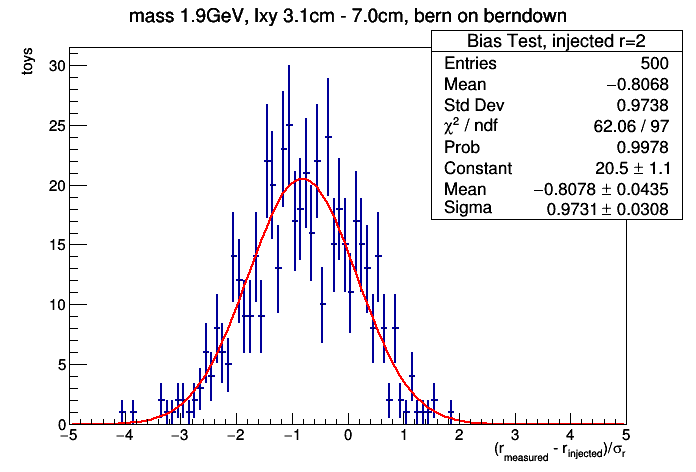 mass 1.9GeV, lxy 3.1cm - 7.0cm, bern on berndown
toys
Bias Test, injected r=2
Entries 500
Mean −0.8068
Std Dev 0.9738
χ² / ndf 62.06 / 97
Prob 0.9978
Constant 20.5 ± 1.1
Mean −0.8078 ± 0.0435
Sigma 0.9731 ± 0.0308
30
25
20
15
10
5
0
−5 −4 −3 −2 −1 0 1 2 3 4 5
(r_measured - r_injected)/σ_r